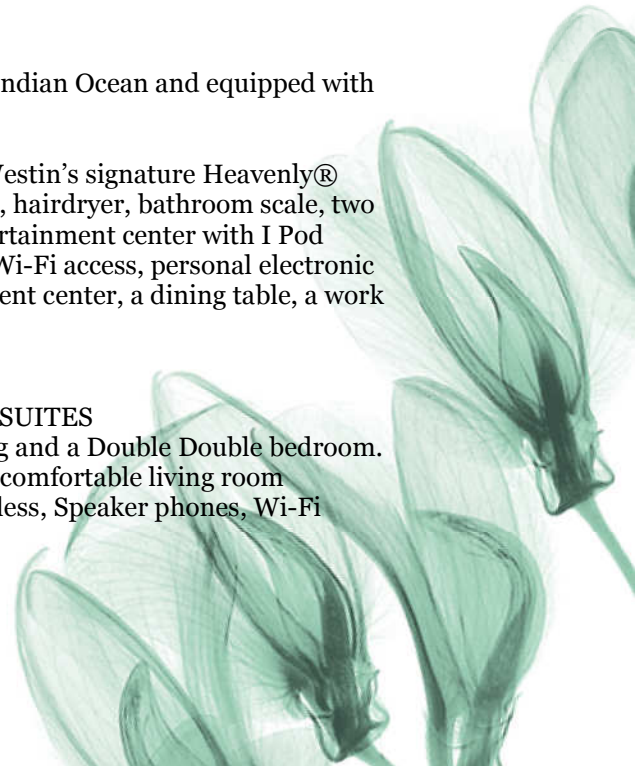 ndian Ocean and equipped with
estin’s signature Heavenly®
, hairdryer, bathroom scale, two
rtainment center with I Pod
Wi-Fi access, personal electronic
ent center, a dining table, a work
SUITES
g and a Double Double bedroom.
comfortable living room
less, Speaker phones, Wi-Fi